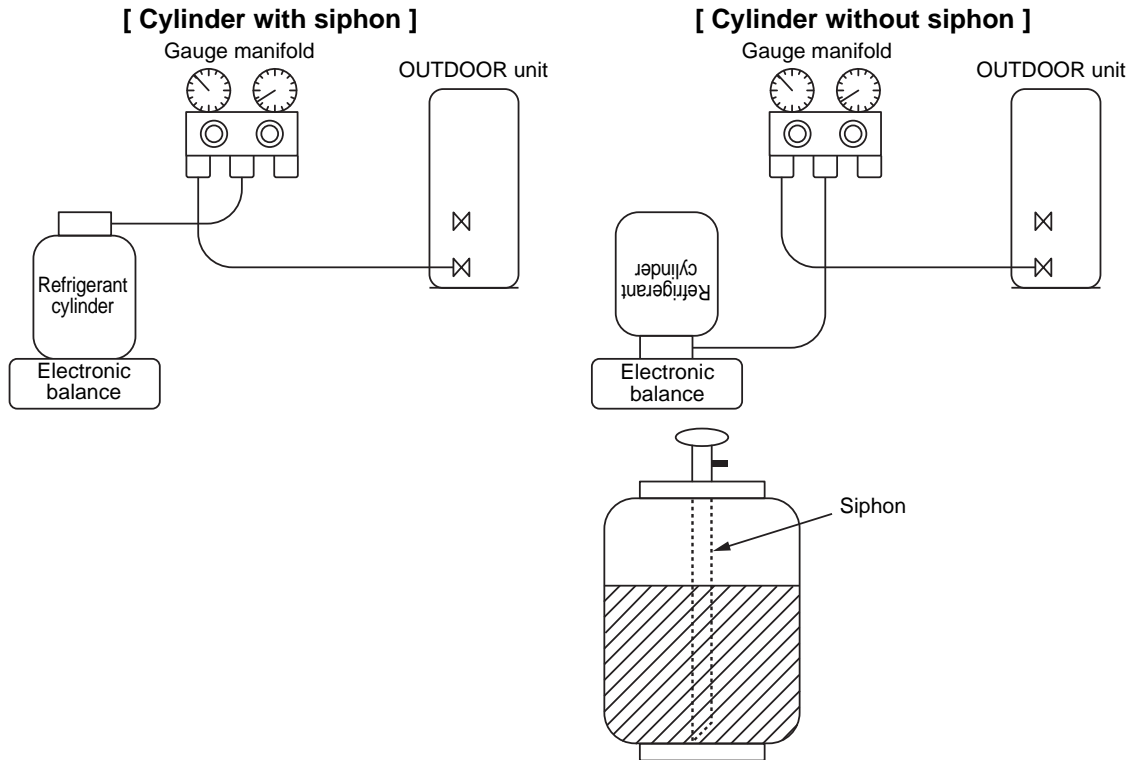 [ Cylinder with siphon ]
Gauge manifold
OUTDOOR unit
Refrigerant
cylinder
Electronic
balance
[ Cylinder without siphon ]
Gauge manifold
OUTDOOR unit
Refrigerant
cylinder
Electronic
balance
Siphon